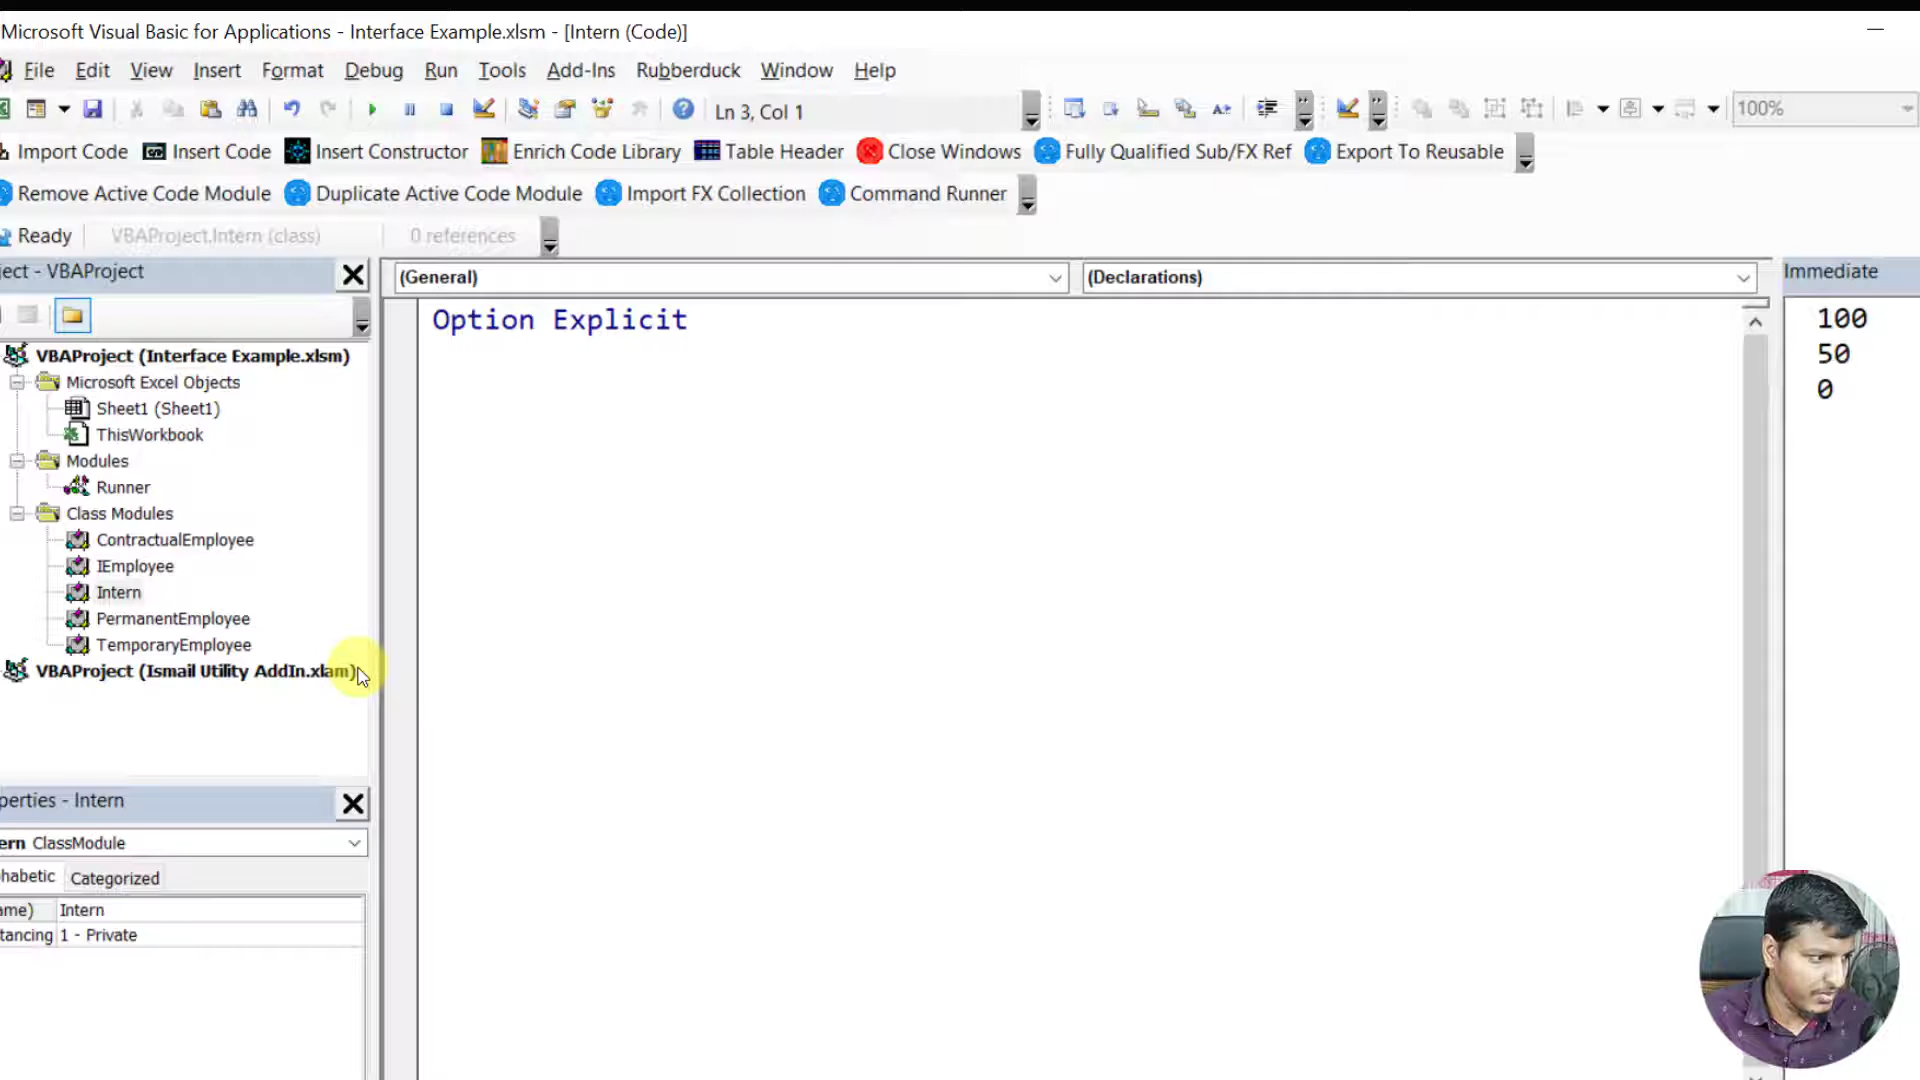 Microsoft Visual Basic for Applications - Interface Example.xlsm - [Intern (Code)]
File Edit View Insert Format Debug Run Tools Add-Ins Rubberduck Window Help
Ln 3, Col 1
100%
Import Code Insert Code Insert Constructor Enrich Code Library Table Header Close Windows Fully Qualified Sub/FX Ref Export To Reusable
Remove Active Code Module Duplicate Active Code Module Import FX Collection Command Runner
Ready VBAProject.Intern (class) 0 references
ject - VBAProject
(General) (Declarations)
Immediate
Option Explicit
100
50
0
VBAProject (Interface Example.xlsm)
Microsoft Excel Objects
Sheet1 (Sheet1)
ThisWorkbook
Modules
Runner
Class Modules
ContractualEmployee
IEmployee
Intern
PermanentEmployee
TemporaryEmployee
VBAProject (Ismail Utility AddIn.xlam)
perties - Intern
ern ClassModule
habetic Categorized
ame) Intern
tancing 1 - Private